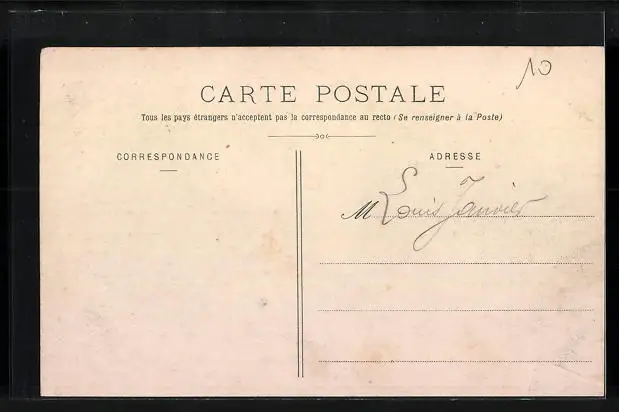 10
CARTE POSTALE
Tous les pays étrangers n'acceptent pas la correspondance au recto (Se renseigner à la Poste)
CORRESPONDANCE
ADRESSE
M Louis Janvier